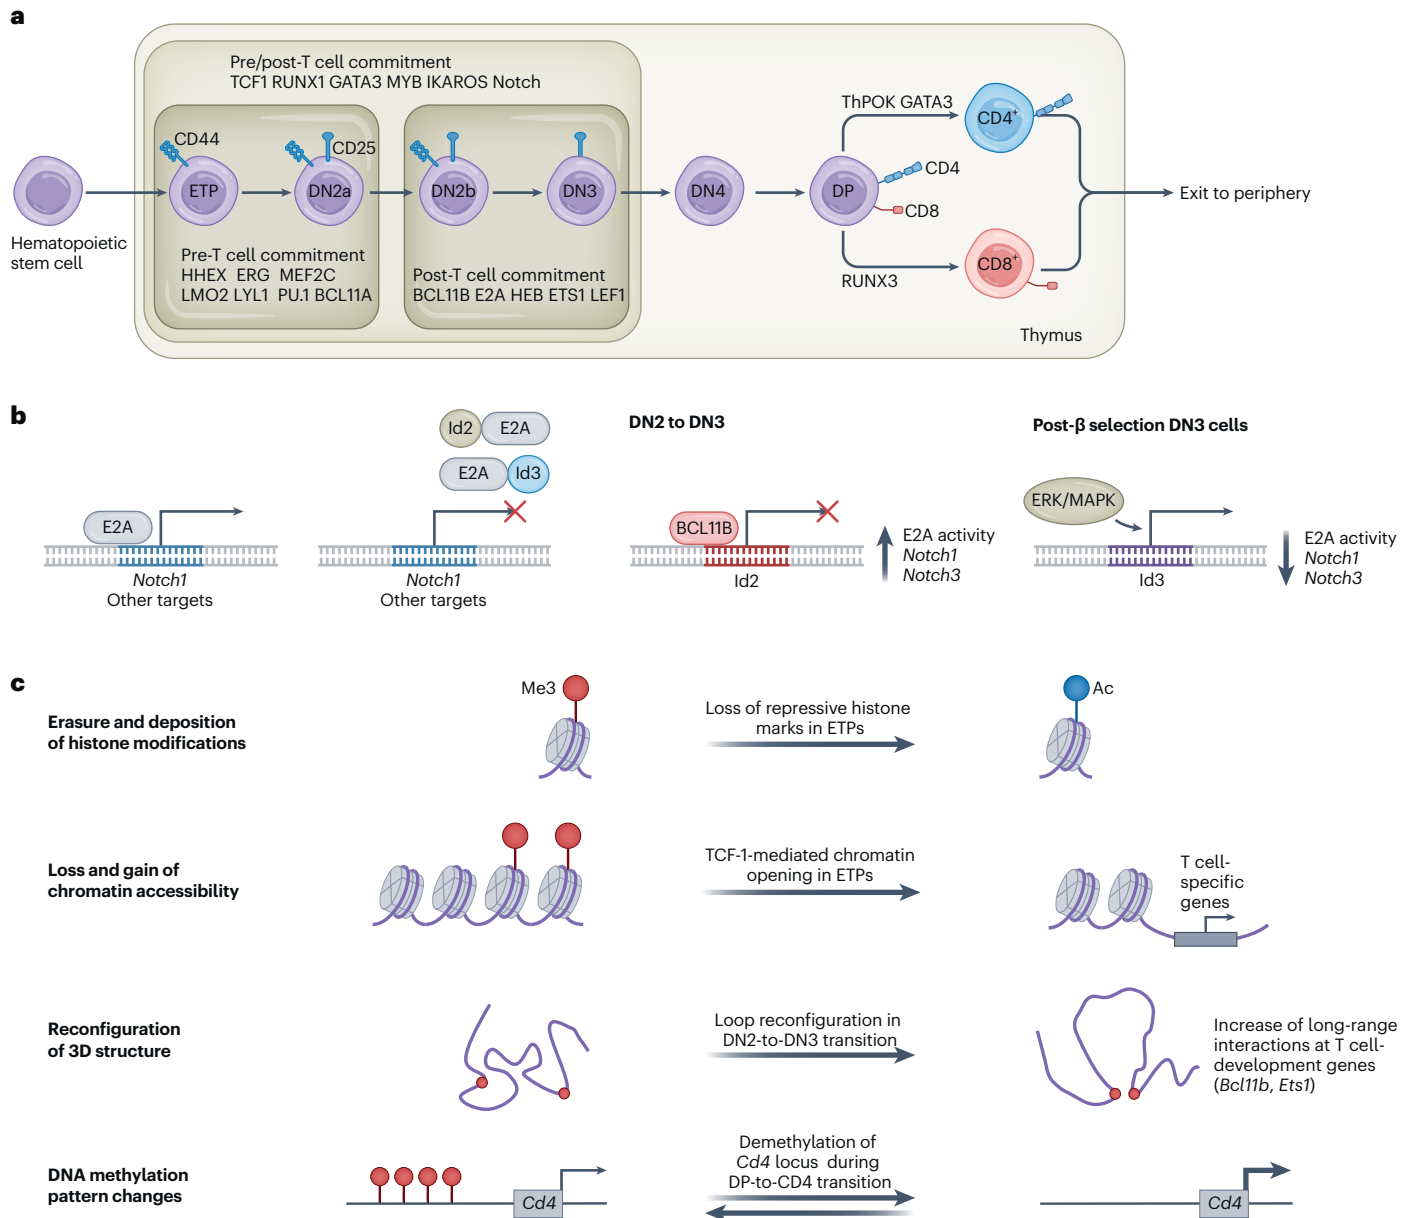 a
Pre/post-T cell commitment
TCF1 RUNX1 GATA3 MYB IKAROS Notch
CD44
CD25
ETP
DN2a
DN2b
DN3
DN4
DP
ThPOK GATA3
CD4+
CD4
CD8
RUNX3
CD8+
Exit to periphery
Hematopoietic
stem cell
Pre-T cell commitment
HHEX ERG MEF2C
LMO2 LYL1 PU.1 BCL11A
Post-T cell commitment
BCL11B E2A HEB ETS1 LEF1
Thymus
b
E2A
Notch1
Other targets
Id2 E2A
E2A Id3
Notch1
Other targets
DN2 to DN3
BCL11B
Id2
E2A activity
Notch1
Notch3
Post-β selection DN3 cells
ERK/MAPK
Id3
E2A activity
Notch1
Notch3
c
Erasure and deposition
of histone modifications
Me3
Loss of repressive histone
marks in ETPs
Ac
Loss and gain of
chromatin accessibility
TCF-1-mediated chromatin
opening in ETPs
T cell-
specific
genes
Reconfiguration
of 3D structure
Loop reconfiguration in
DN2-to-DN3 transition
Increase of long-range
interactions at T cell-
development genes
(Bcl11b, Ets1)
DNA methylation
pattern changes
Cd4
Demethylation of
Cd4 locus during
DP-to-CD4 transition
Cd4